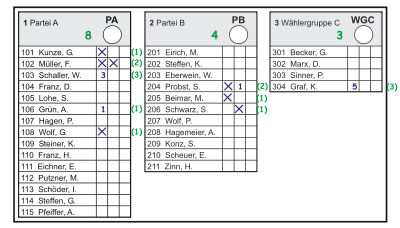 1 Partei A PA
8
101 Kunze, G. X (1)
102 Müller, F. X X (2)
103 Schaller, W. 3 (3)
104 Franz, D.
105 Lohe, S.
106 Grün, A. 1 (1)
107 Hagen, P.
108 Wolf, G. X (1)
109 Steiner, K.
110 Franz, H.
111 Eichner, E.
112 Putzner, M.
113 Schöder, I.
114 Steffen, G.
115 Pfeiffer, A.
2 Partei B PB
4
201 Eirich, M.
202 Steffen, K.
203 Eberwein, W.
204 Probst, S. X 1 (2)
205 Beimar, M. X (1)
206 Schwarz, S. X (1)
207 Wolf, P.
208 Hagemeier, A.
209 Konz, S.
210 Scheuer, E.
211 Zinn, H.
3 Wählergruppe C WGC
3
301 Becker, G.
302 Marx, D.
303 Sinner, P.
304 Graf, K. 5 (3)